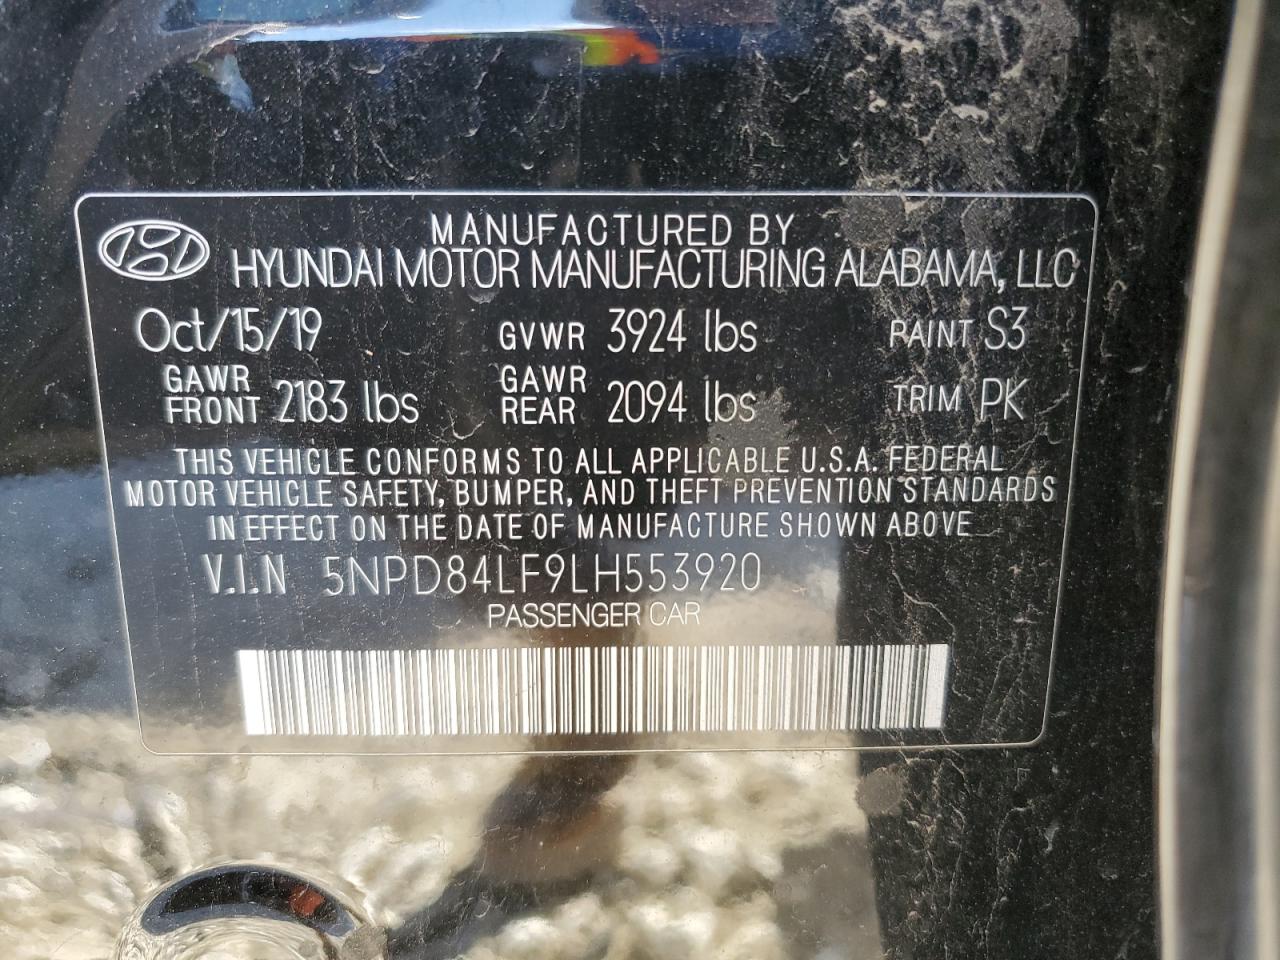 MANUFACTURED BY
HYUNDAI MOTOR MANUFACTURING ALABAMA, LLC
Oct/15/19 GVWR 3924 lbs PAINT S3
GAWR FRONT 2183 lbs GAWR REAR 2094 lbs TRIM PK
THIS VEHICLE CONFORMS TO ALL APPLICABLE U.S.A. FEDERAL
MOTOR VEHICLE SAFETY, BUMPER, AND THEFT PREVENTION STANDARDS
IN EFFECT ON THE DATE OF MANUFACTURE SHOWN ABOVE
V.I.N 5NPD84LF9LH553920
PASSENGER CAR